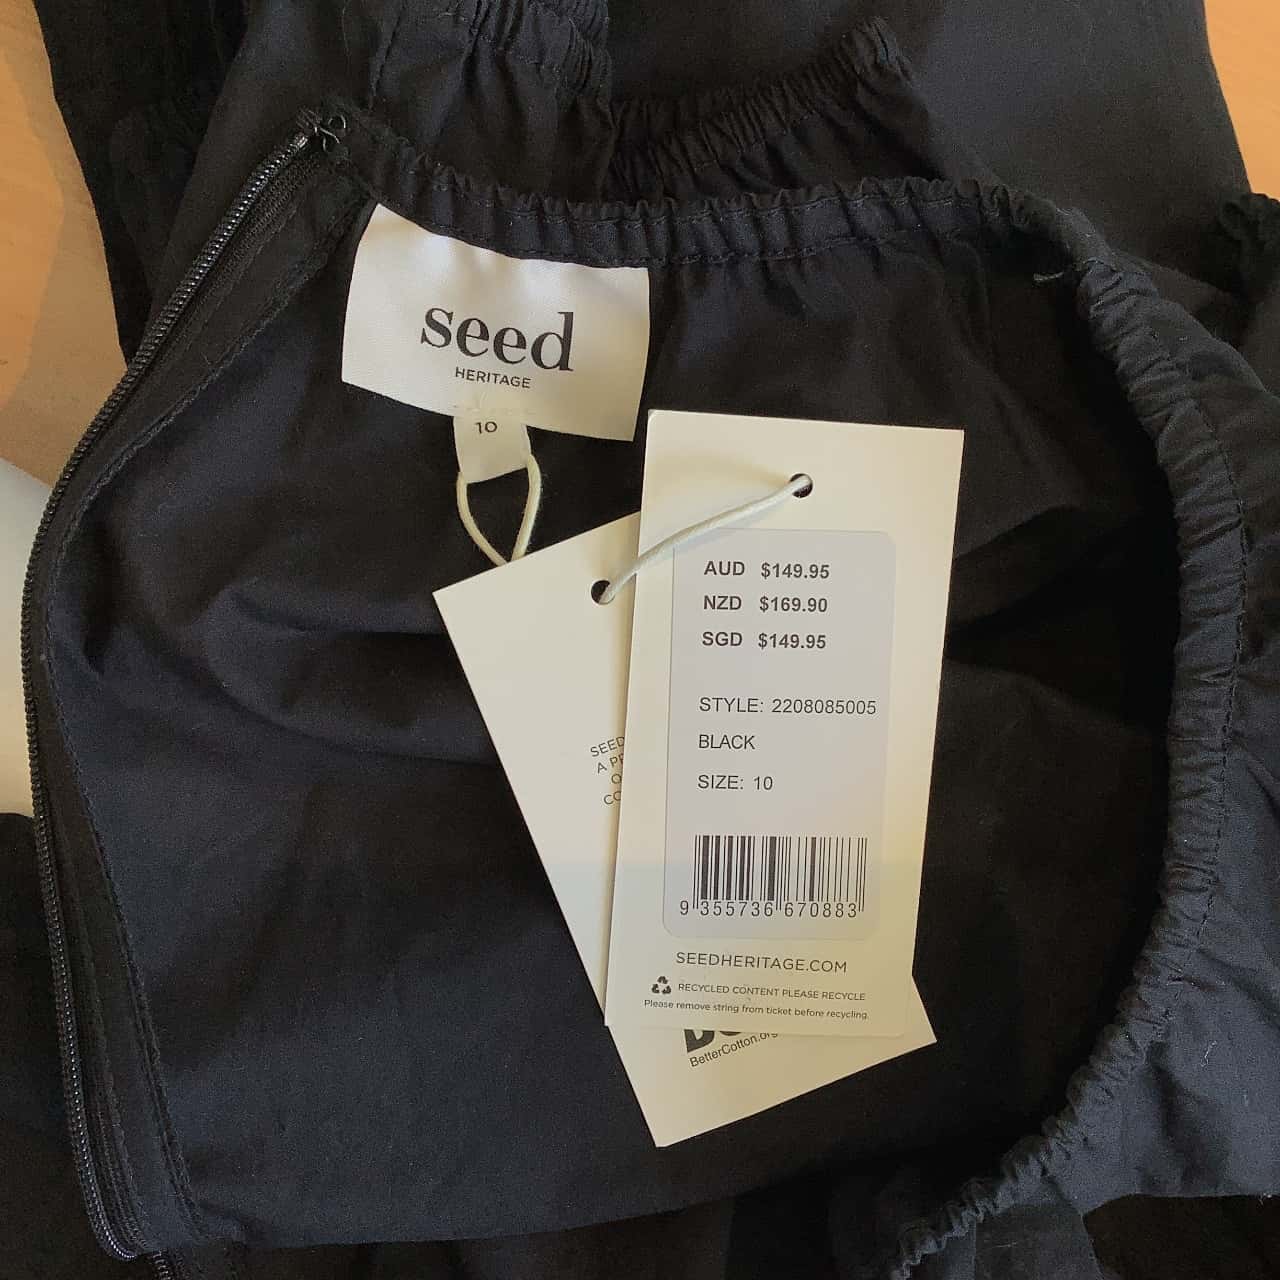 seed
HERITAGE
10
AUD $149.95
NZD $169.90
SGD $149.95
STYLE: 2208085005
BLACK
SIZE: 10
9 355736 670883
SEEDHERITAGE.COM
RECYCLED CONTENT PLEASE RECYCLE
Please remove string from ticket before recycling.
SEED
A
BetterCotton.org